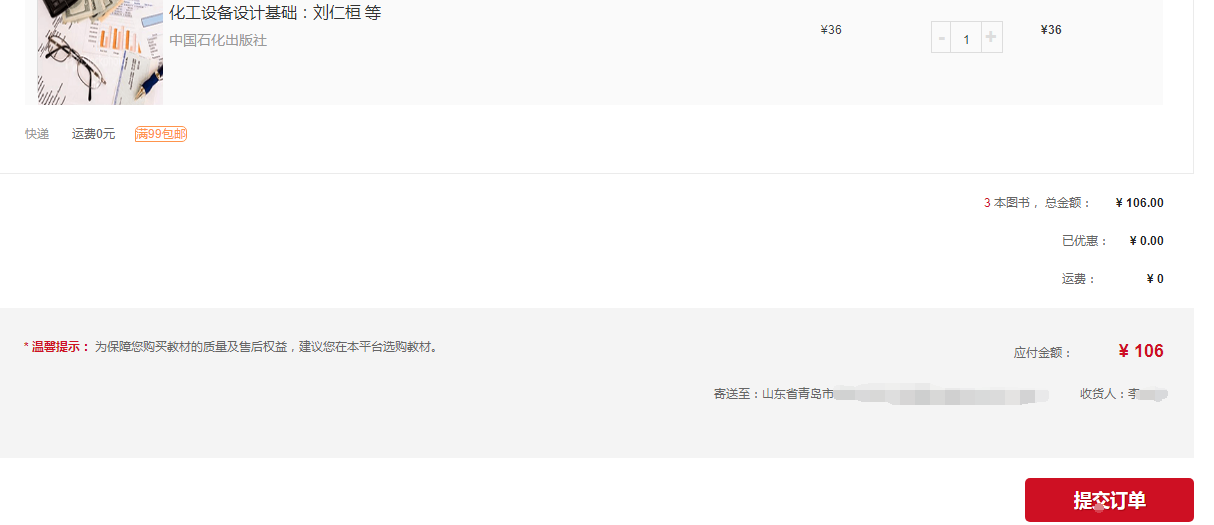 化工设备设计基础：刘仁桓 等
中国石化出版社
¥36 - 1 + ¥36
快递 运费0元 满99包邮
3 本图书， 总金额： ¥ 106.00
已优惠： ¥ 0.00
运费： ¥ 0
* 温馨提示： 为保障您购买教材的质量及售后权益，建议您在本平台选购教材。
应付金额： ¥ 106
寄送至：山东省青岛市 收货人：李
提交订单